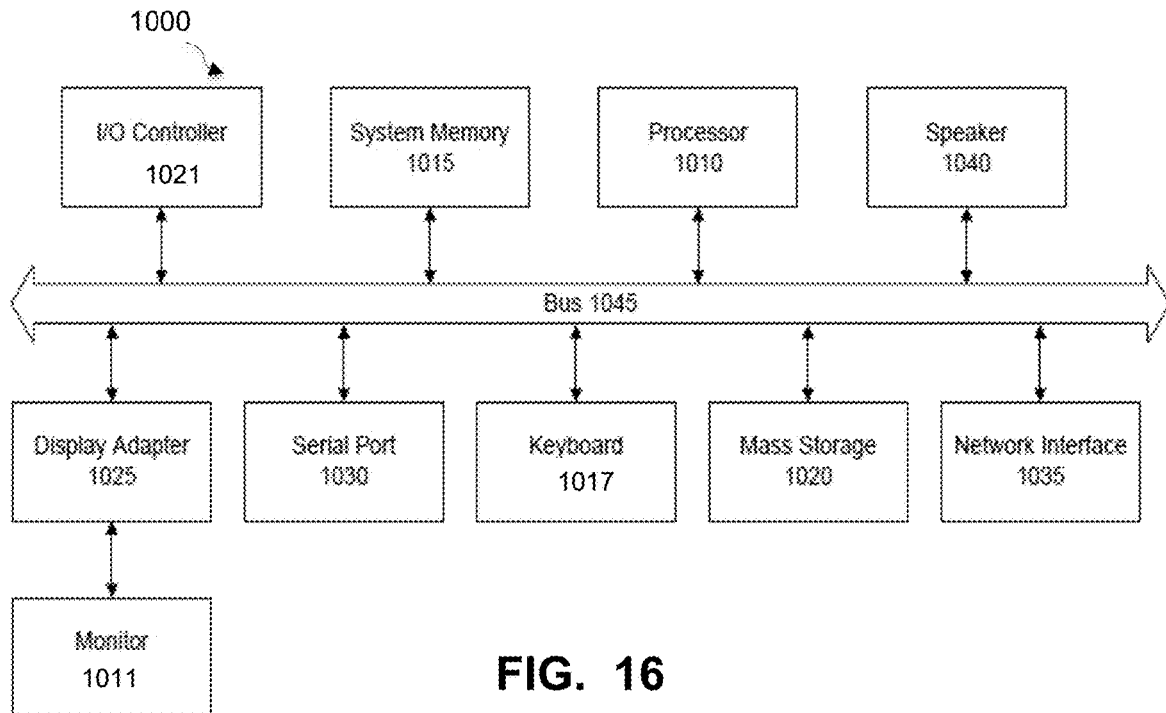 1000
I/O Controller
1021
System Memory
1015
Processor
1010
Speaker
1040
Bus 1045
Display Adapter
1025
Serial Port
1030
Keyboard
1017
Mass Storage
1020
Network Interface
1035
Monitor
1011
FIG. 16